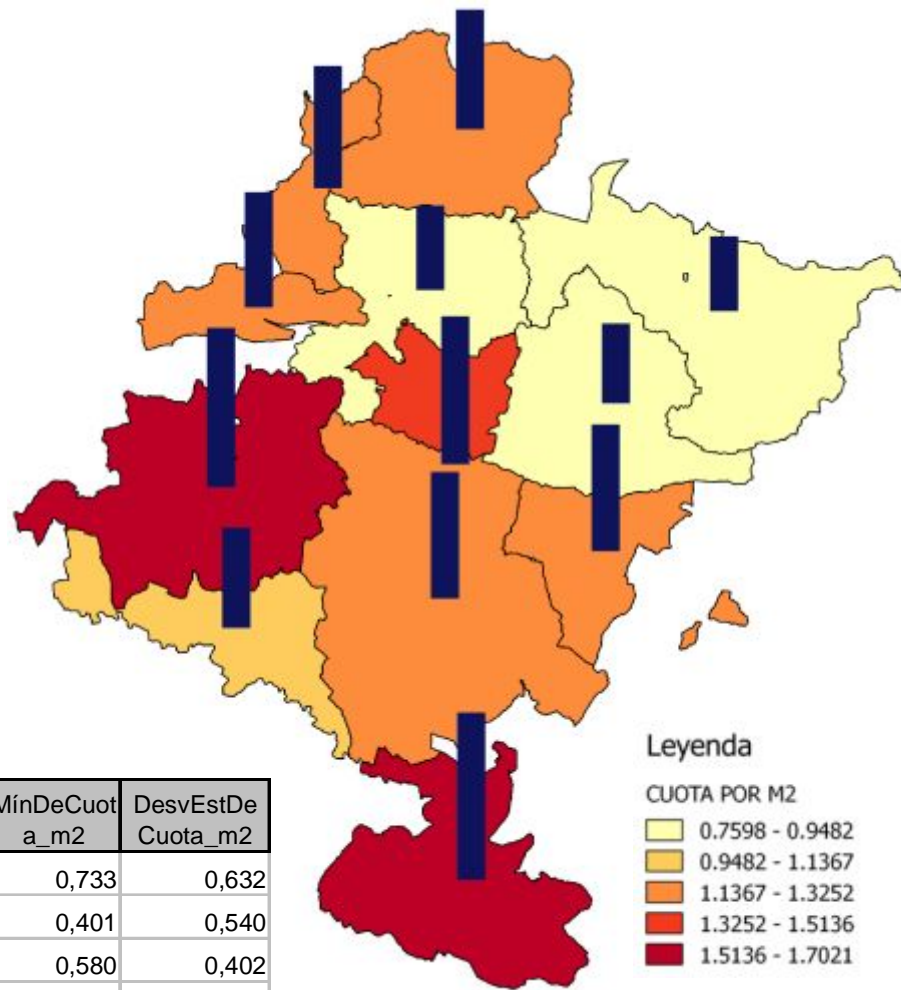 MínDeCuot
a_m2
DesvEstDe
Cuota_m2
0,733 0,632
0,401 0,540
0,580 0,402
Leyenda
CUOTA POR M2
0.7598 - 0.9482
0.9482 - 1.1367
1.1367 - 1.3252
1.3252 - 1.5136
1.5136 - 1.7021